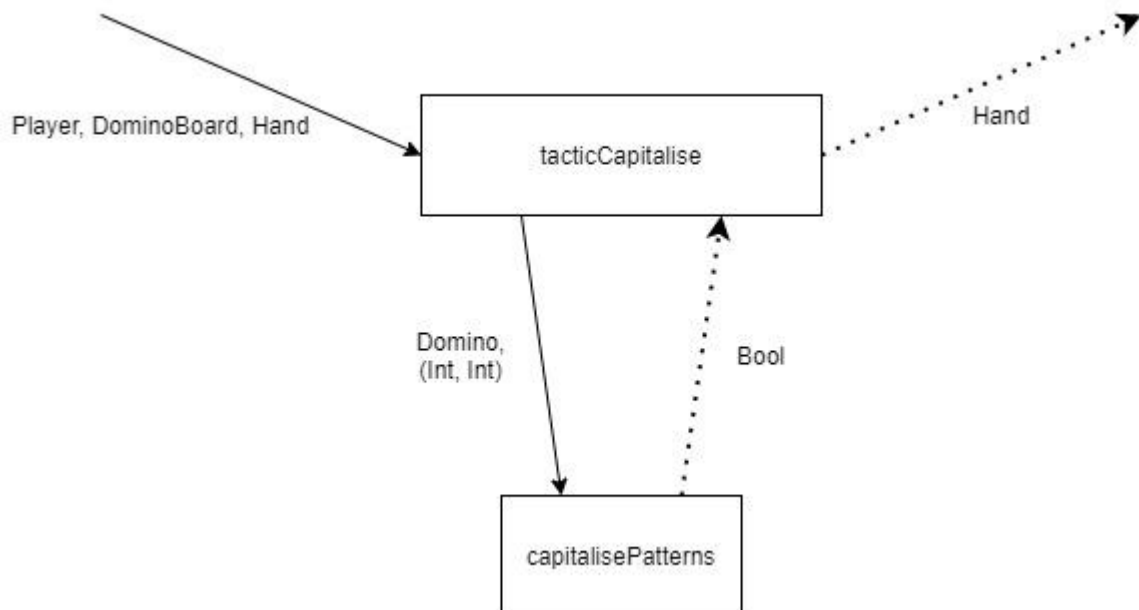 Player, DominoBoard, Hand
tacticCapitalise
Hand
Domino,
(Int, Int)
Bool
capitalisePatterns